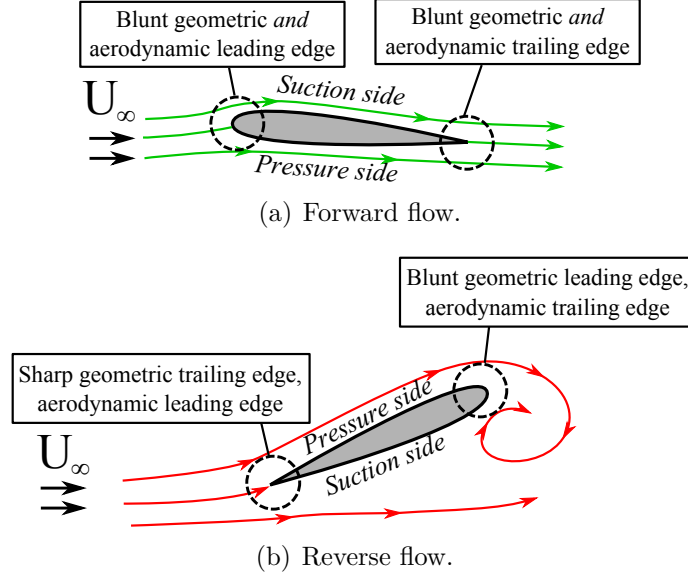 Blunt geometric and
aerodynamic leading edge
Blunt geometric and
aerodynamic trailing edge
U∞
Suction side
Pressure side
(a) Forward flow.
Blunt geometric leading edge,
aerodynamic trailing edge
Sharp geometric trailing edge,
aerodynamic leading edge
U∞
Pressure side
Suction side
(b) Reverse flow.